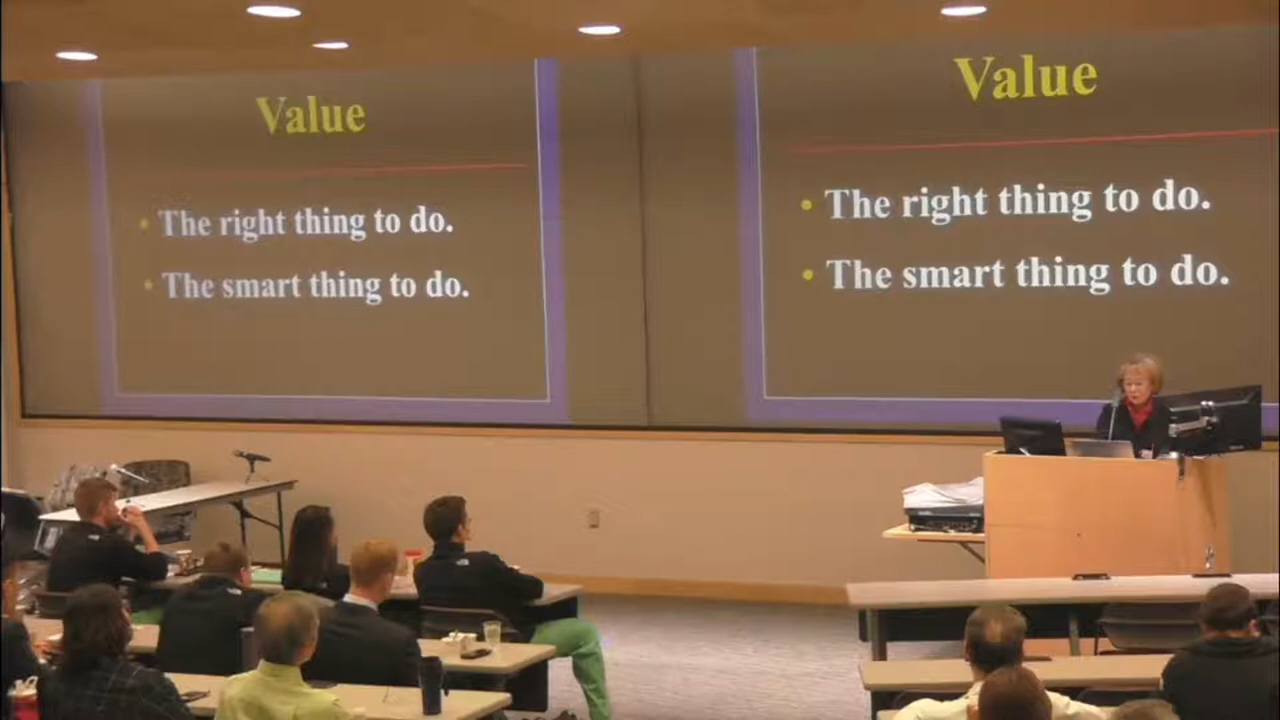 Value
• The right thing to do.
• The smart thing to do.
Value
• The right thing to do.
• The smart thing to do.